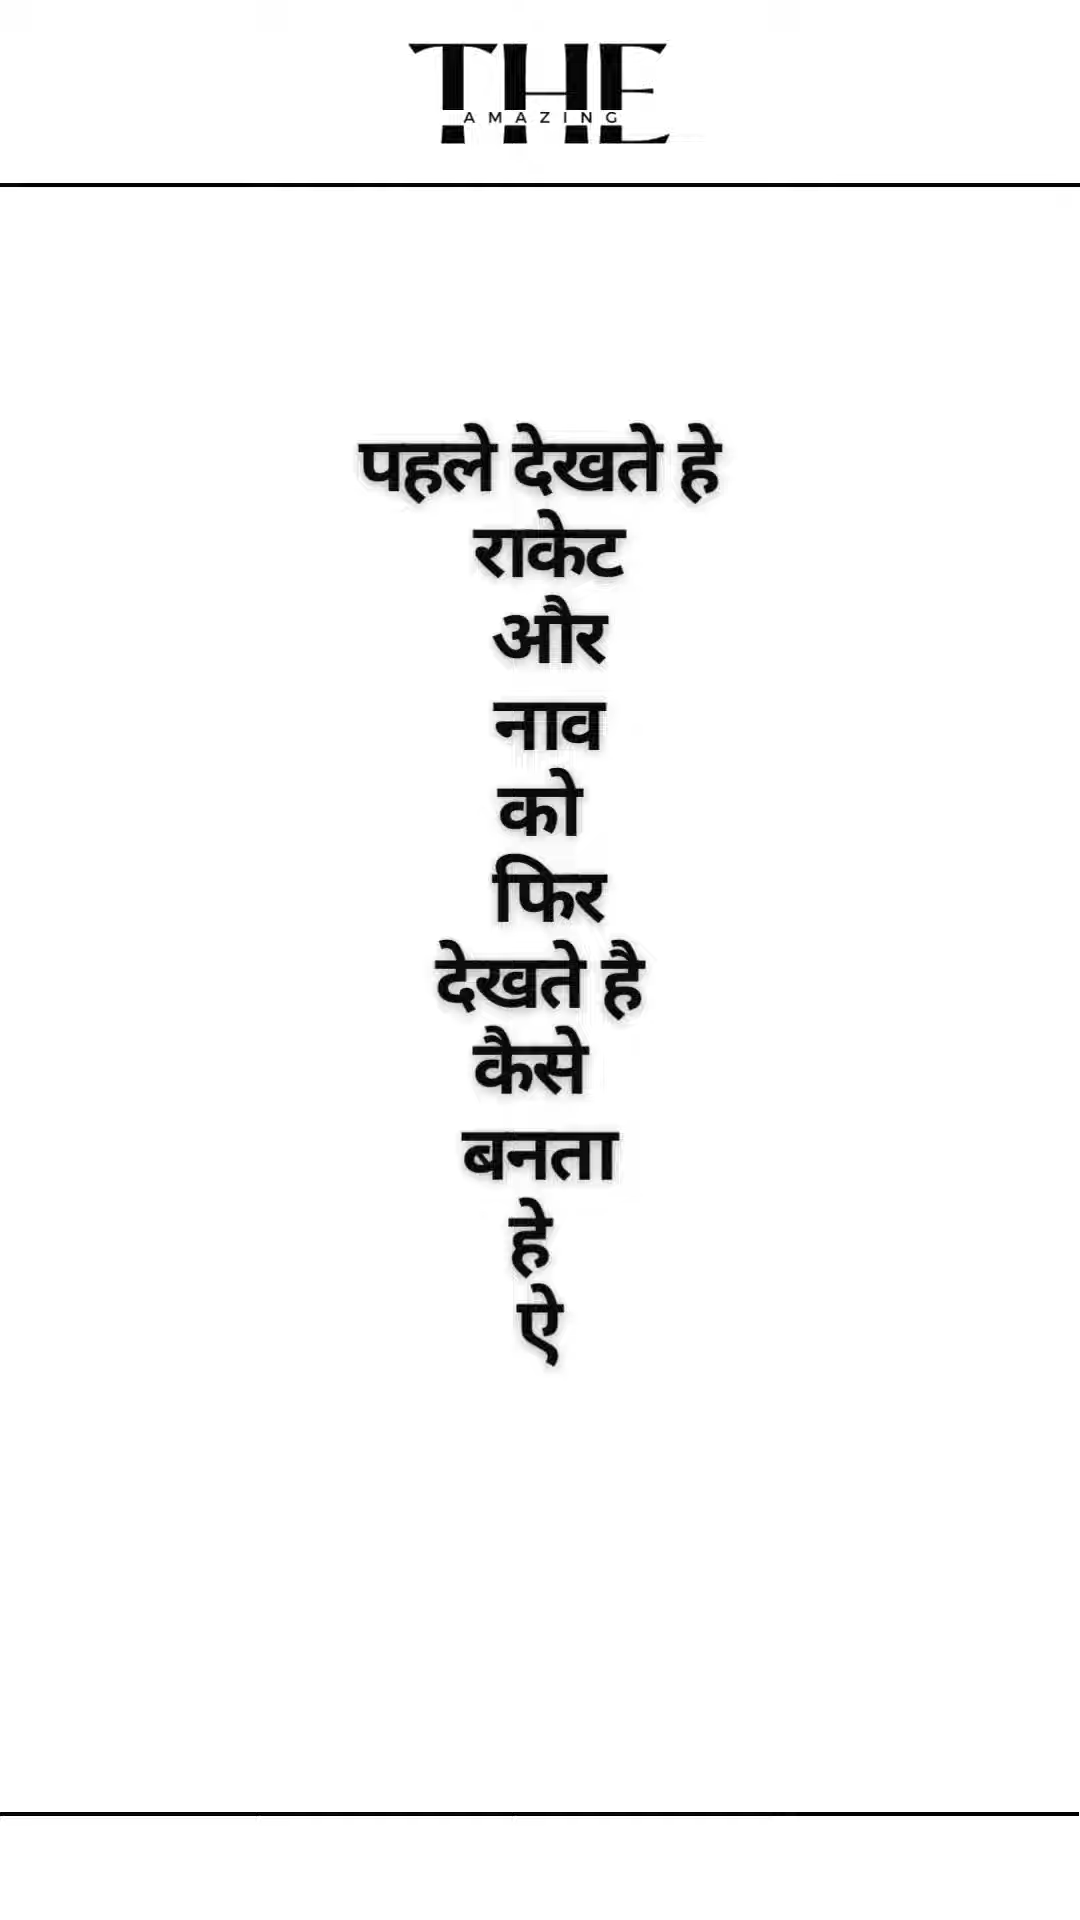 THE
AMAZING
पहले देखते हे
राकेट
और
नाव
को
फिर
देखते है
कैसे
बनता
हे
ऐ